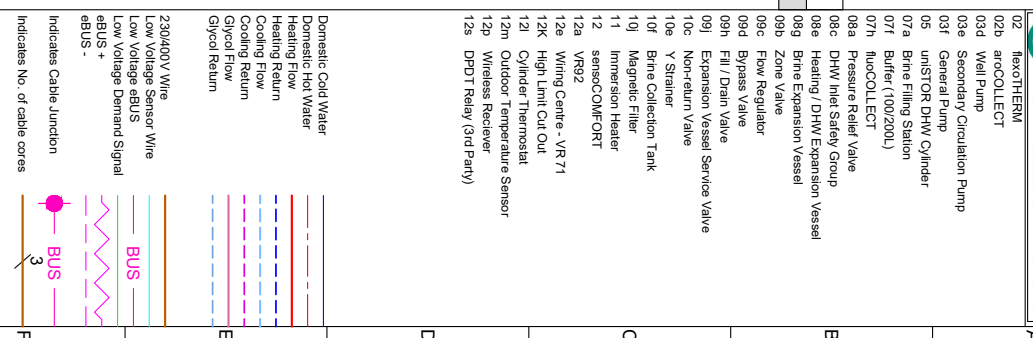 02 flexoTHERM
02b aroCOLLECT
03d Well Pump
03e Secondary Circulation Pump
03f General Pump
05 uniSTOR DHW Cylinder
07a Brine Filling Station
07f Buffer (100/200L)
07h fluoCOLLECT
08a Pressure Relief Valve
08c DHW Inlet Safety Group
08e Heating / DHW Expansion Vessel
08g Brine Expansion Vessel
09b Zone Valve
09c Flow Regulator
09d Bypass Valve
09h Fill / Drain Valve
09j Expansion Vessel Service Valve
10c Non-return Valve
10e Y Strainer
10f Brine Collection Tank
10j Magnetic Filter
11 Immersion Heater
12 sensoCOMFORT
12a VR92
12e Wiring Centre - VR 71
12K High Limit Cut Out
12l Cylinder Thermostat
12m Outdoor Temperature Sensor
12p Wireless Reciever
12s DPDT Relay (3rd Party)
Domestic Cold Water
Domestic Hot Water
Heating Flow
Heating Return
Cooling Flow
Cooling Return
Glycol Flow
Glycol Return
230/400V Wire
Low Voltage Sensor Wire
Low Voltage eBUS
BUS
Low Voltage Demand Signal
eBUS +
eBUS -
Indicates Cable Junction
BUS
Indicates No. of cable cores
3
B
C
D
E
F